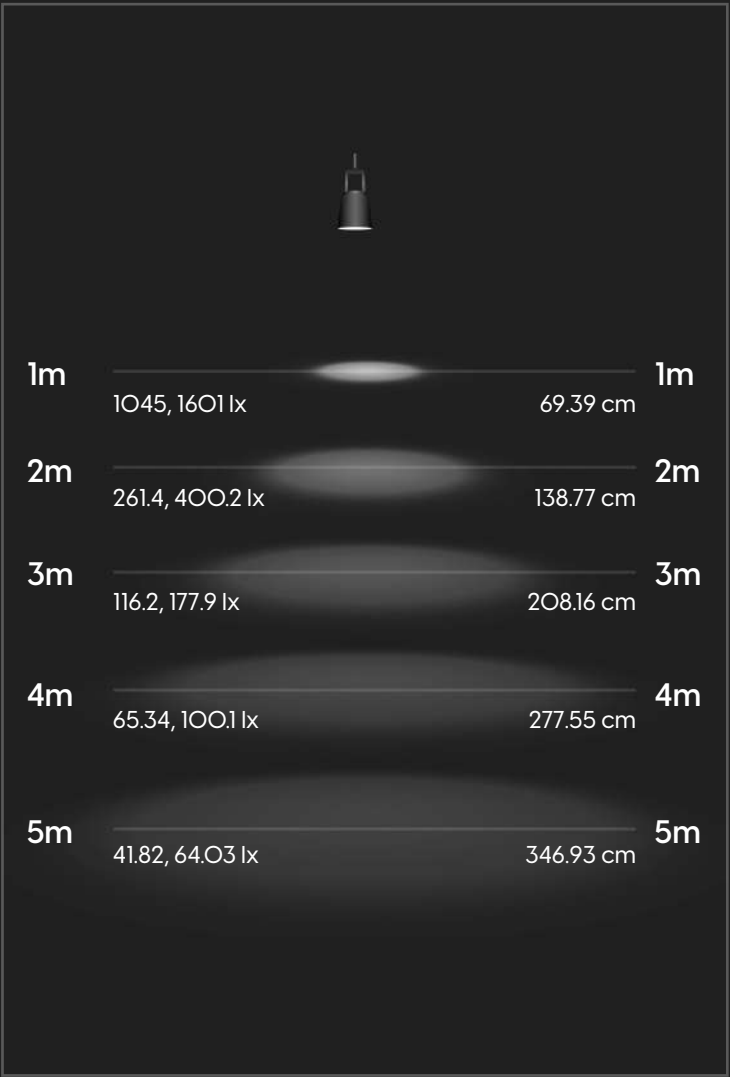 1m 1m
1045, 1601 lx 69.39 cm
2m 2m
261.4, 400.2 lx 138.77 cm
3m 3m
116.2, 177.9 lx 208.16 cm
4m 4m
65.34, 100.1 lx 277.55 cm
5m 5m
41.82, 64.03 lx 346.93 cm